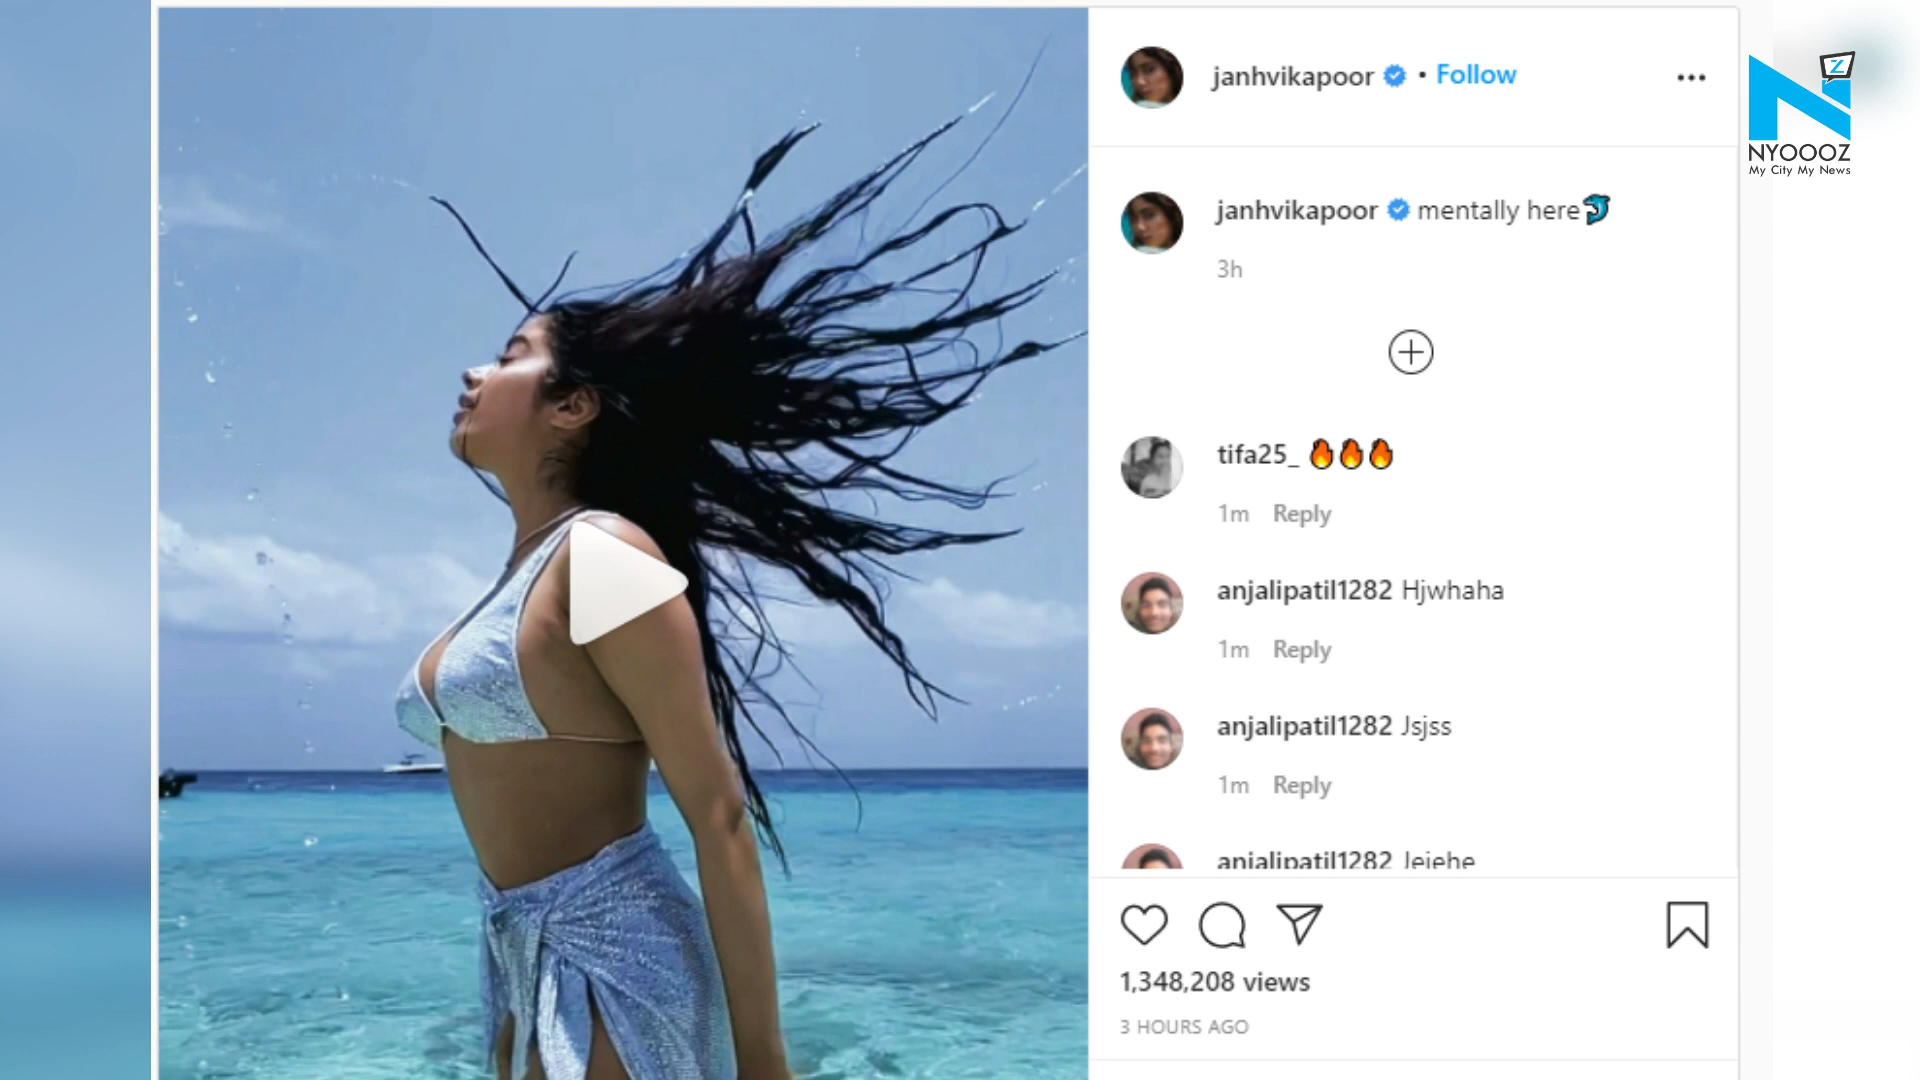 janhvikapoor • Follow
Z
NYOOOZ
My City My News
janhvikapoor mentally here
3h
tifa25_
1m Reply
anjalipatil1282 Hjwhaha
1m Reply
anjalipatil1282 Jsjss
1m Reply
anjalipatil1282 Jejehe
1,348,208 views
3 HOURS AGO